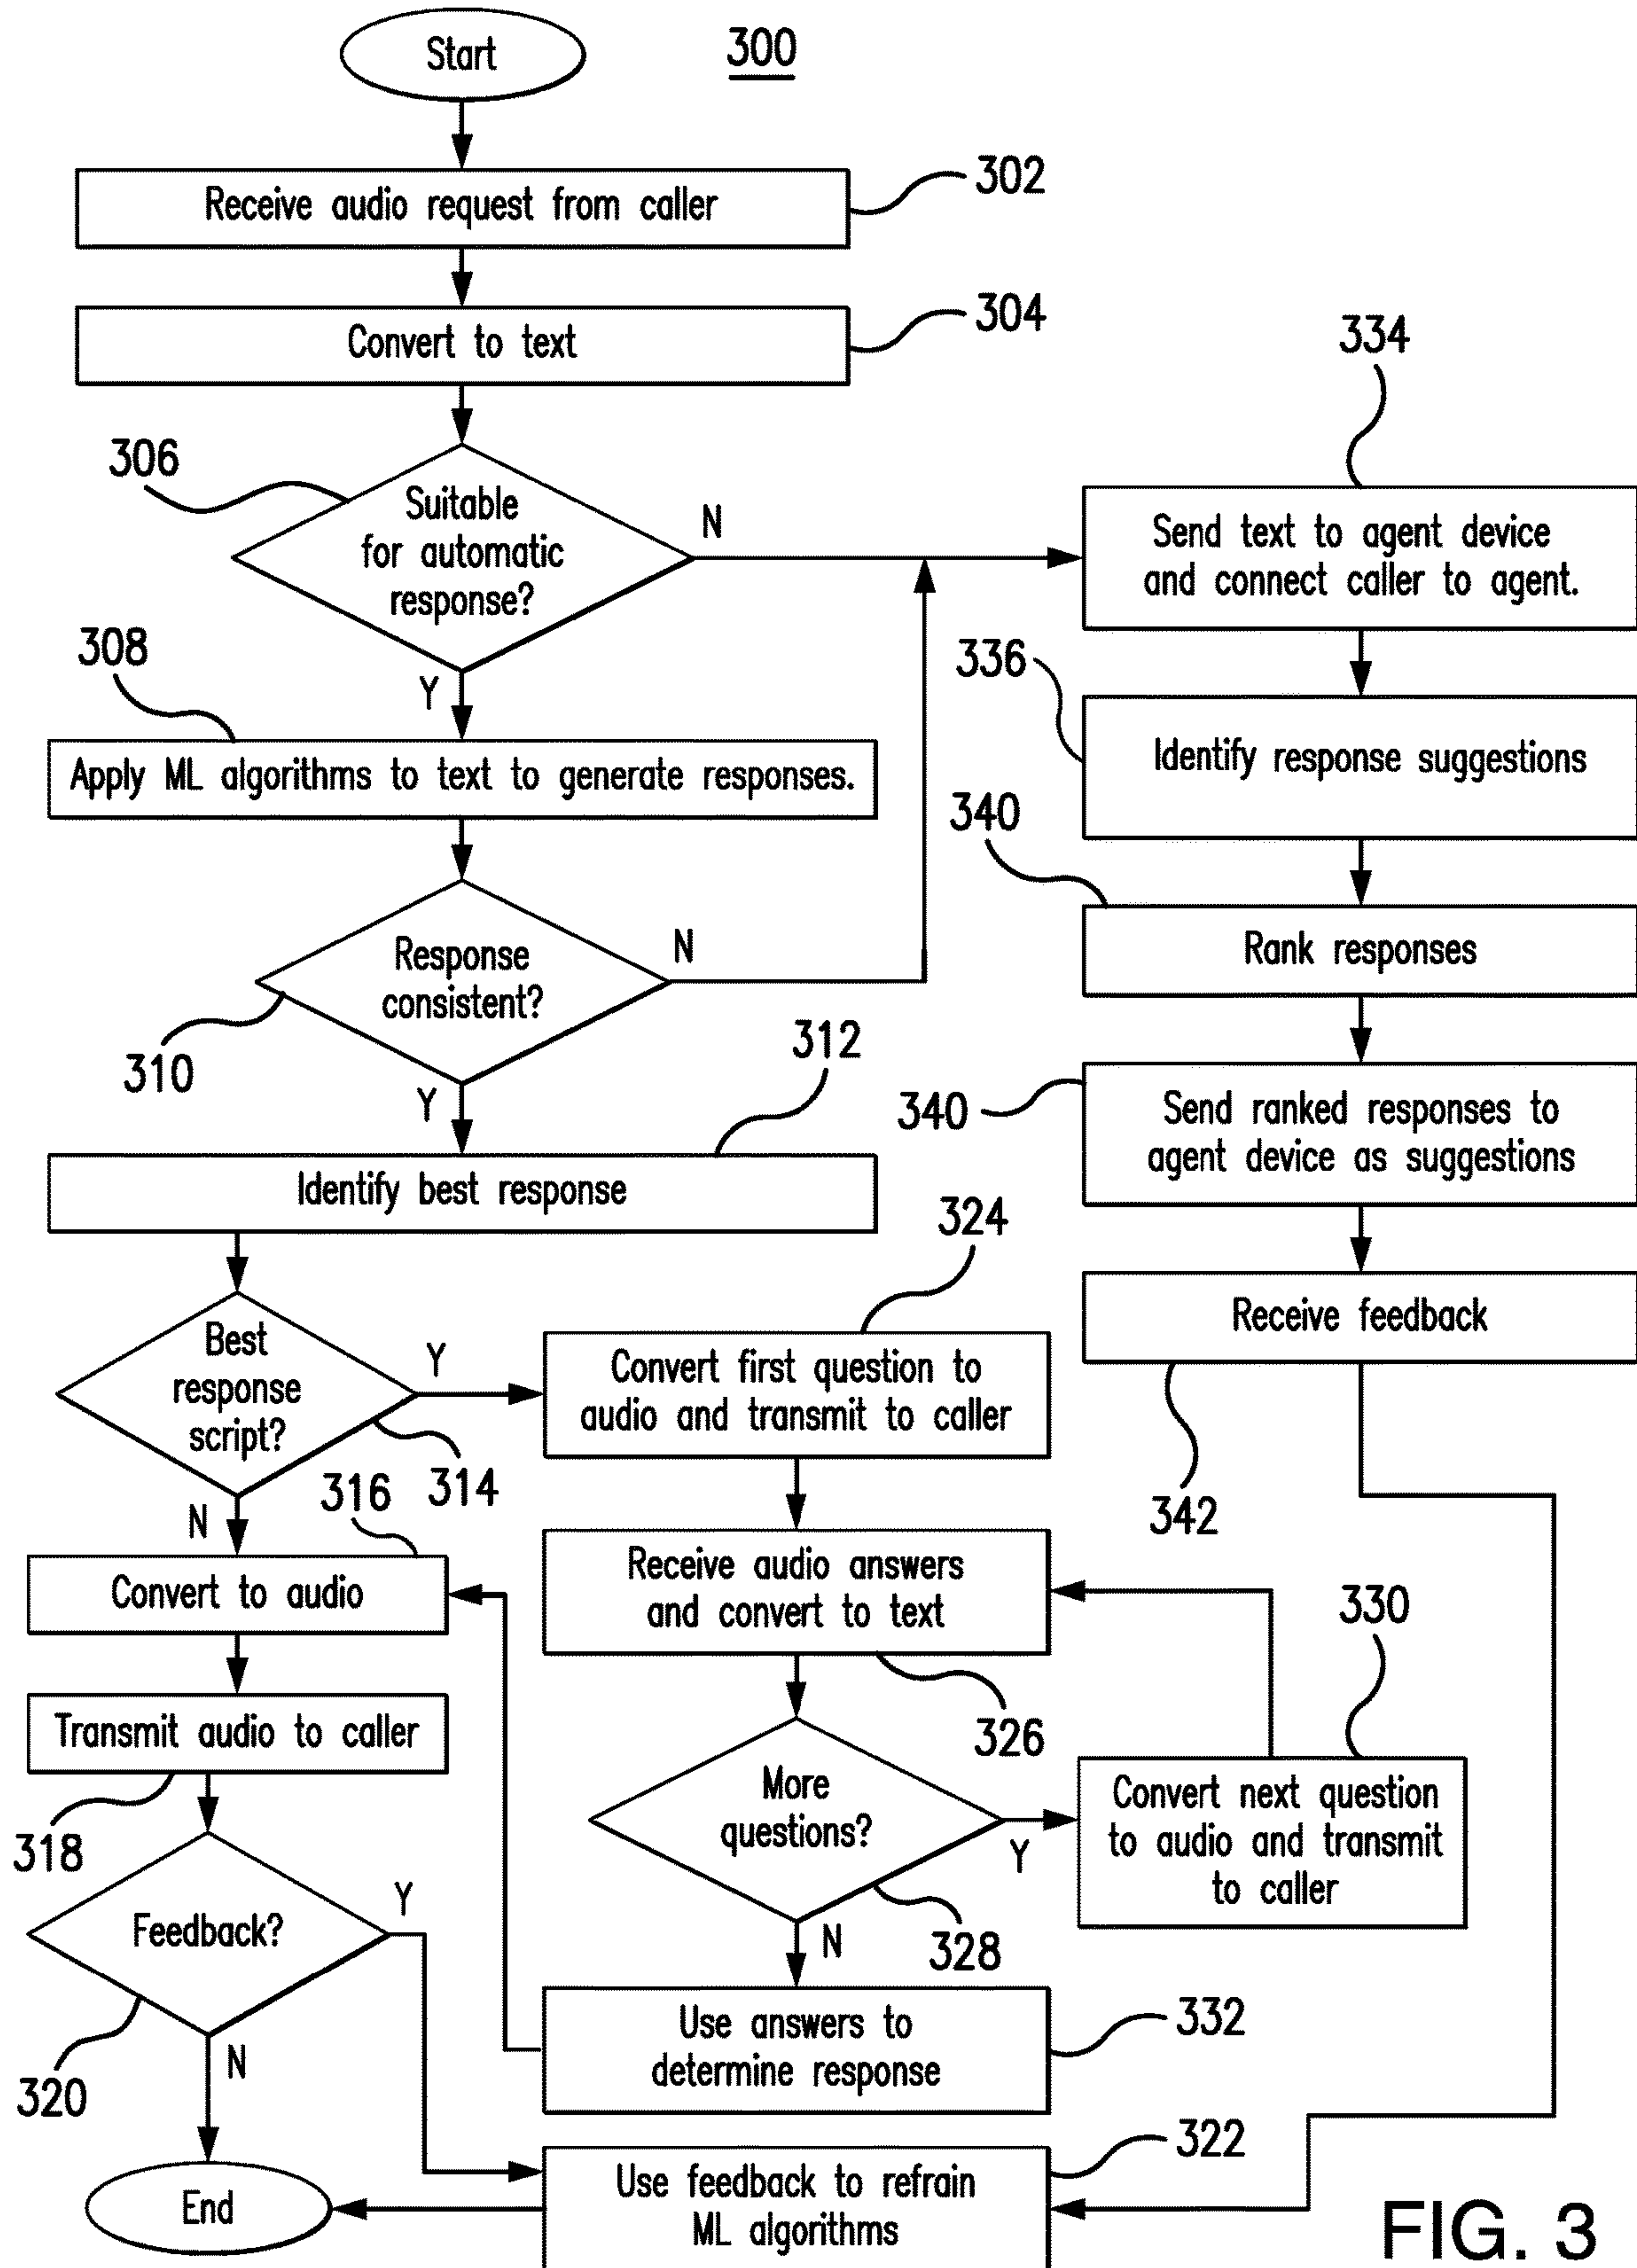 Start
300
Receive audio request from caller
302
Convert to text
304
334
306
Suitable
for automatic
response?
N
Y
Send text to agent device
and connect caller to agent.
308
Apply ML algorithms to text to generate responses.
336
Identify response suggestions
340
Rank responses
Response
consistent?
N
310
Y
312
340
Send ranked responses to
agent device as suggestions
Identify best response
324
Receive feedback
342
Best
response
script?
Y
314
N
Convert first question to
audio and transmit to caller
316
Convert to audio
Receive audio answers
and convert to text
326
330
Transmit audio to caller
318
More
questions?
Y
328
N
Convert next question
to audio and transmit
to caller
Feedback?
Y
320
N
Use answers to
determine response
332
322
End
Use feedback to refrain
ML algorithms
FIG. 3